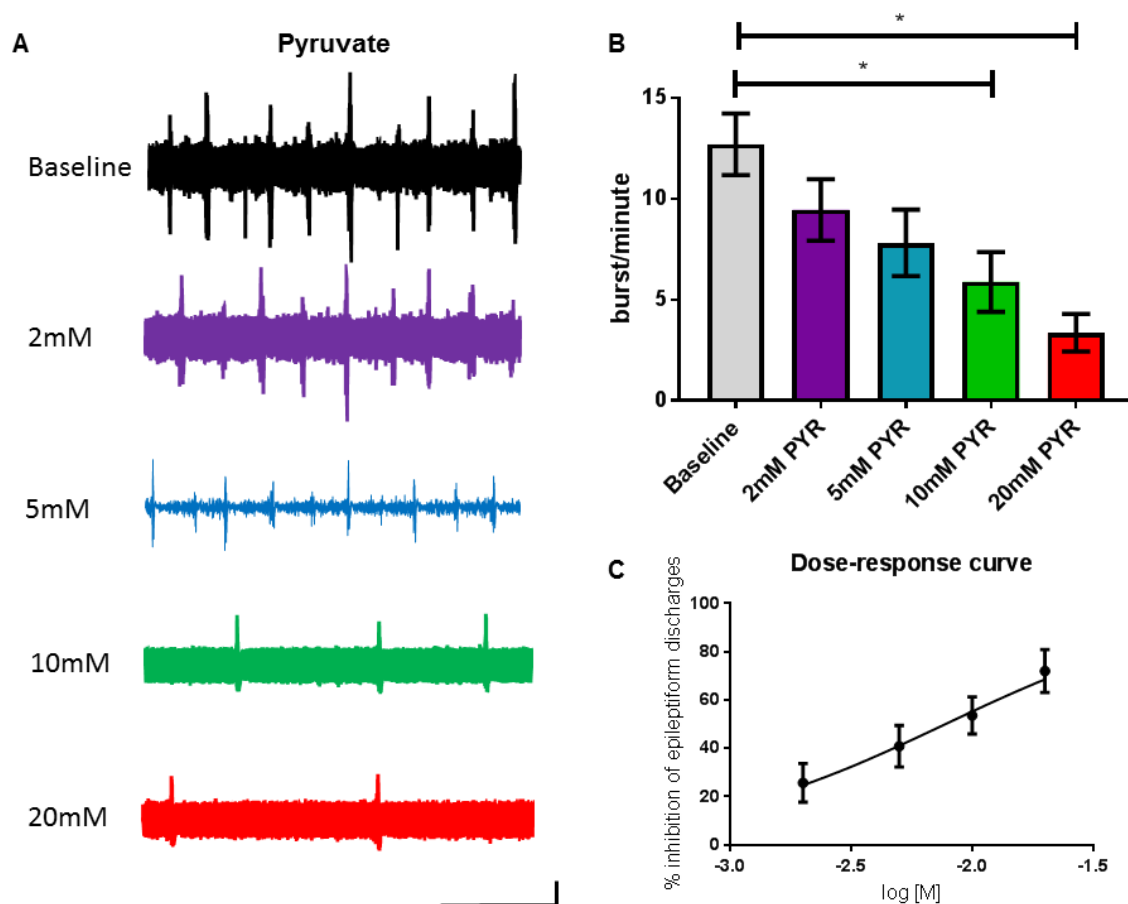 A
Pyruvate
Baseline
2mM
5mM
10mM
20mM
B
*
*
burst/minute
15
10
5
0
Baseline
2mM PYR
5mM PYR
10mM PYR
20mM PYR
C
Dose-response curve
% inhibition of epileptiform discharges
100
80
60
40
20
0
-3.0
-2.5
-2.0
-1.5
log [M]